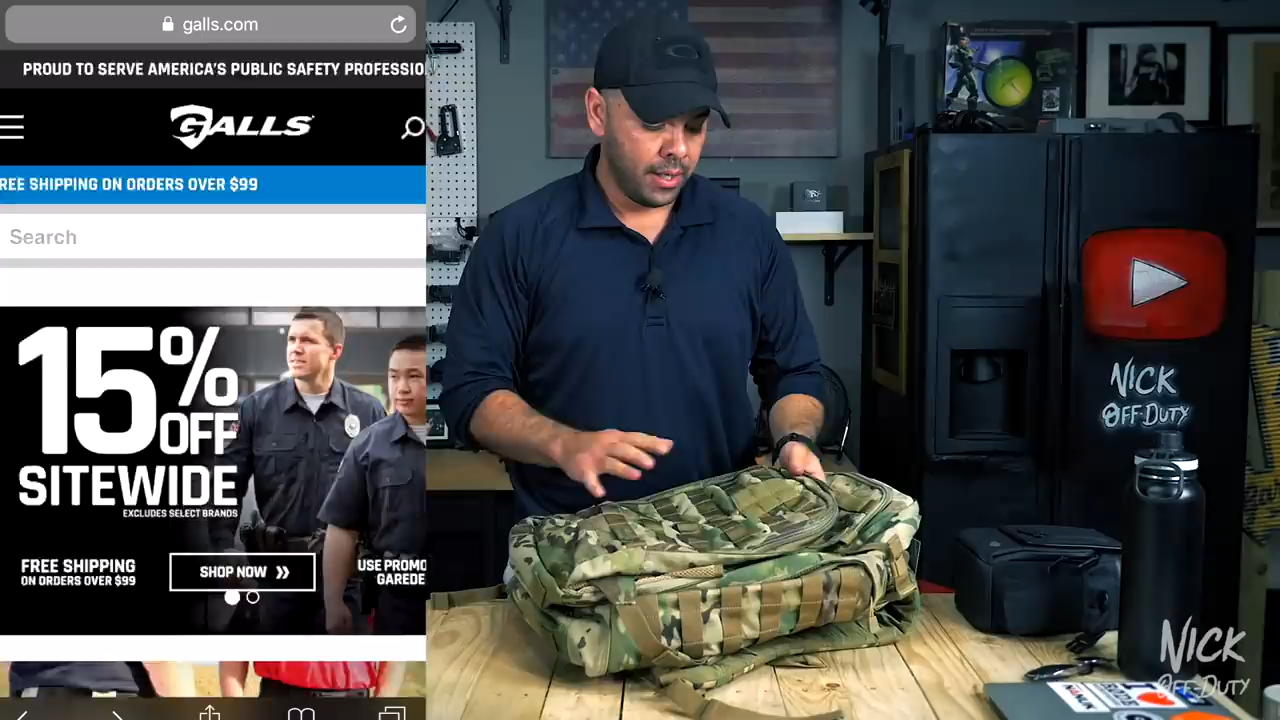 galls.com
PROUD TO SERVE AMERICA'S PUBLIC SAFETY PROFESSIO
GALLS
REE SHIPPING ON ORDERS OVER $99
Search
15%
OFF
SITEWIDE
EXCLUDES SELECT BRANDS
FREE SHIPPING
ON ORDERS OVER $99
SHOP NOW
USE PROMO
GAREDE
NICK
OFF-DUTY
NICK
OFF-DUTY